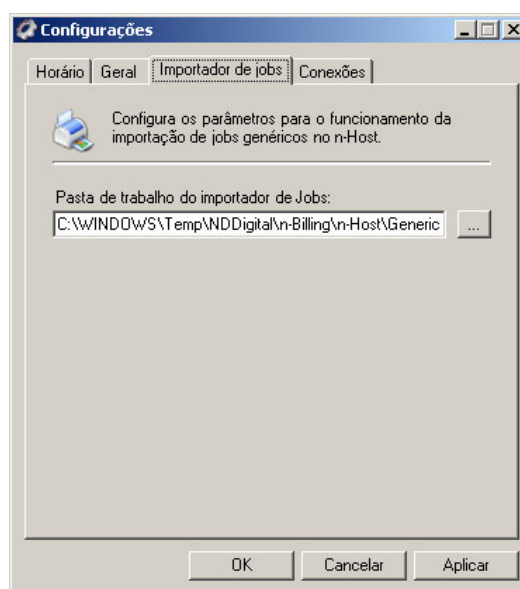 Configurações
Horário Geral Importador de jobs Conexões
Configura os parâmetros para o funcionamento da
importação de jobs genéricos no n-Host.
Pasta de trabalho do importador de Jobs:
C:\WINDOWS\Temp\NDDigital\n-Billing\n-Host\Generic ...
OK Cancelar Aplicar